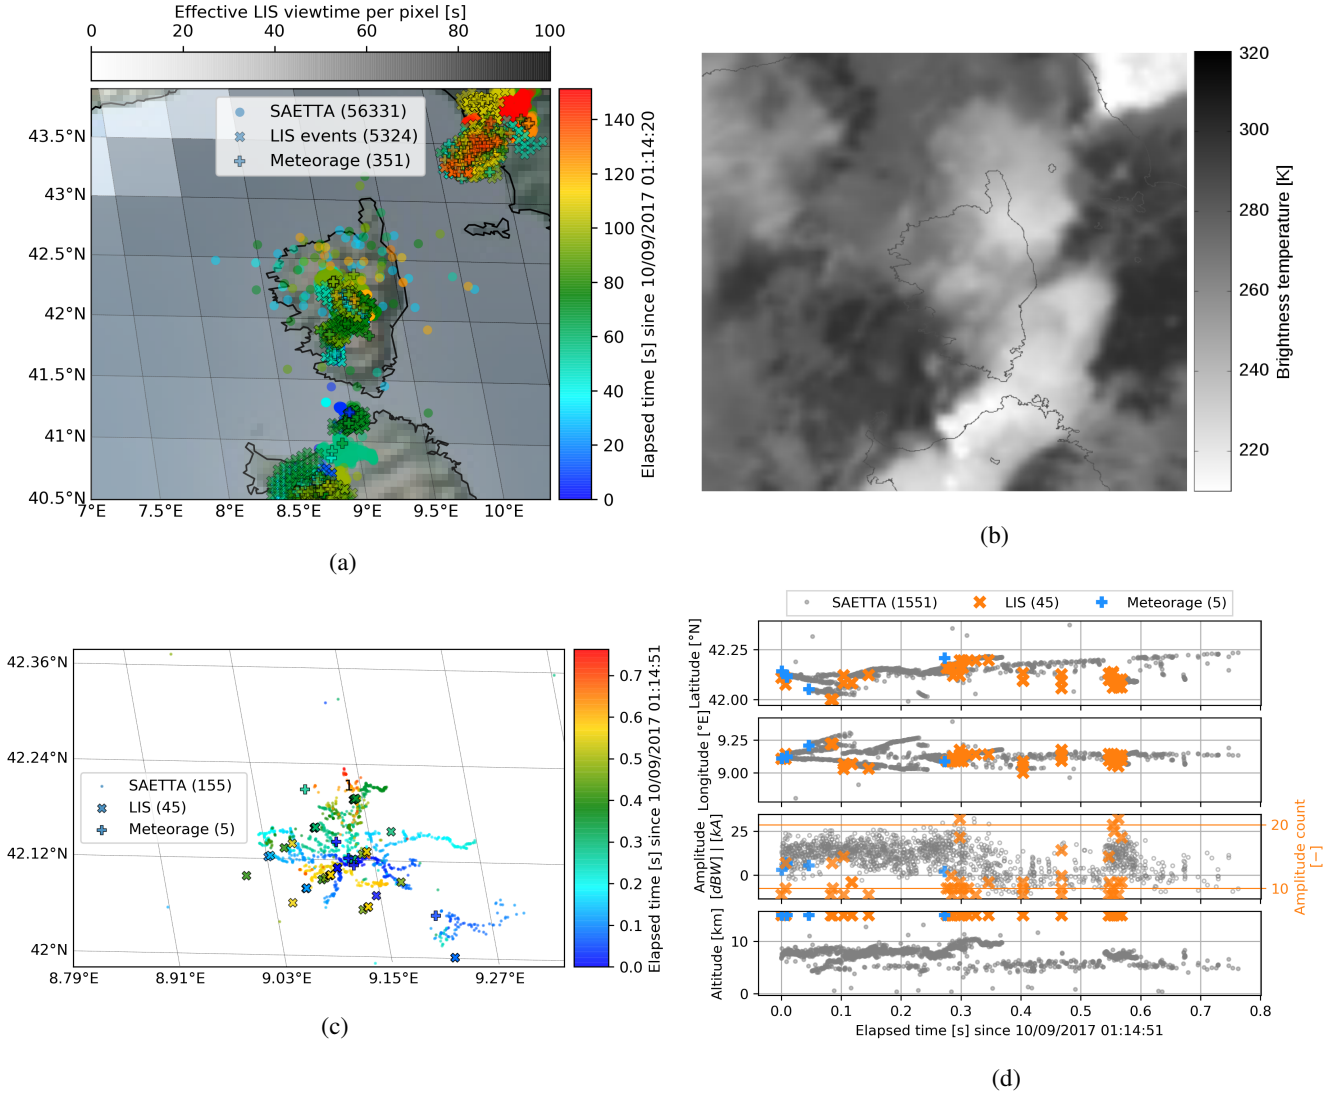 Effective LIS viewtime per pixel [s]
0 20 40 60 80 100
SAETTA (56331)
LIS events (5324)
Meteorage (351)
43.5°N
43°N
42.5°N
42°N
41.5°N
41°N
40.5°N
7°E 7.5°E 8°E 8.5°E 9°E 9.5°E 10°E
140
120
100
80
60
40
20
0
Elapsed time [s] since 10/09/2017 01:14:20
(a)
320
300
280
260
240
220
Brightness temperature [K]
(b)
42.36°N
42.24°N
42.12°N
42°N
8.79°E 8.91°E 9.03°E 9.15°E 9.27°E
SAETTA (155)
LIS (45)
Meteorage (5)
1
0.7
0.6
0.5
0.4
0.3
0.2
0.1
0.0
Elapsed time [s] since 10/09/2017 01:14:51
(c)
SAETTA (1551) LIS (45) Meteorage (5)
Latitude [°N]
42.25
42.00
Longitude [°E]
9.25
9.00
Amplitude
[dBW] | [kA]
25
0
20
10
Amplitude count
[−]
Altitude [km]
10
0
0.0 0.1 0.2 0.3 0.4 0.5 0.6 0.7 0.8
Elapsed time [s] since 10/09/2017 01:14:51
(d)